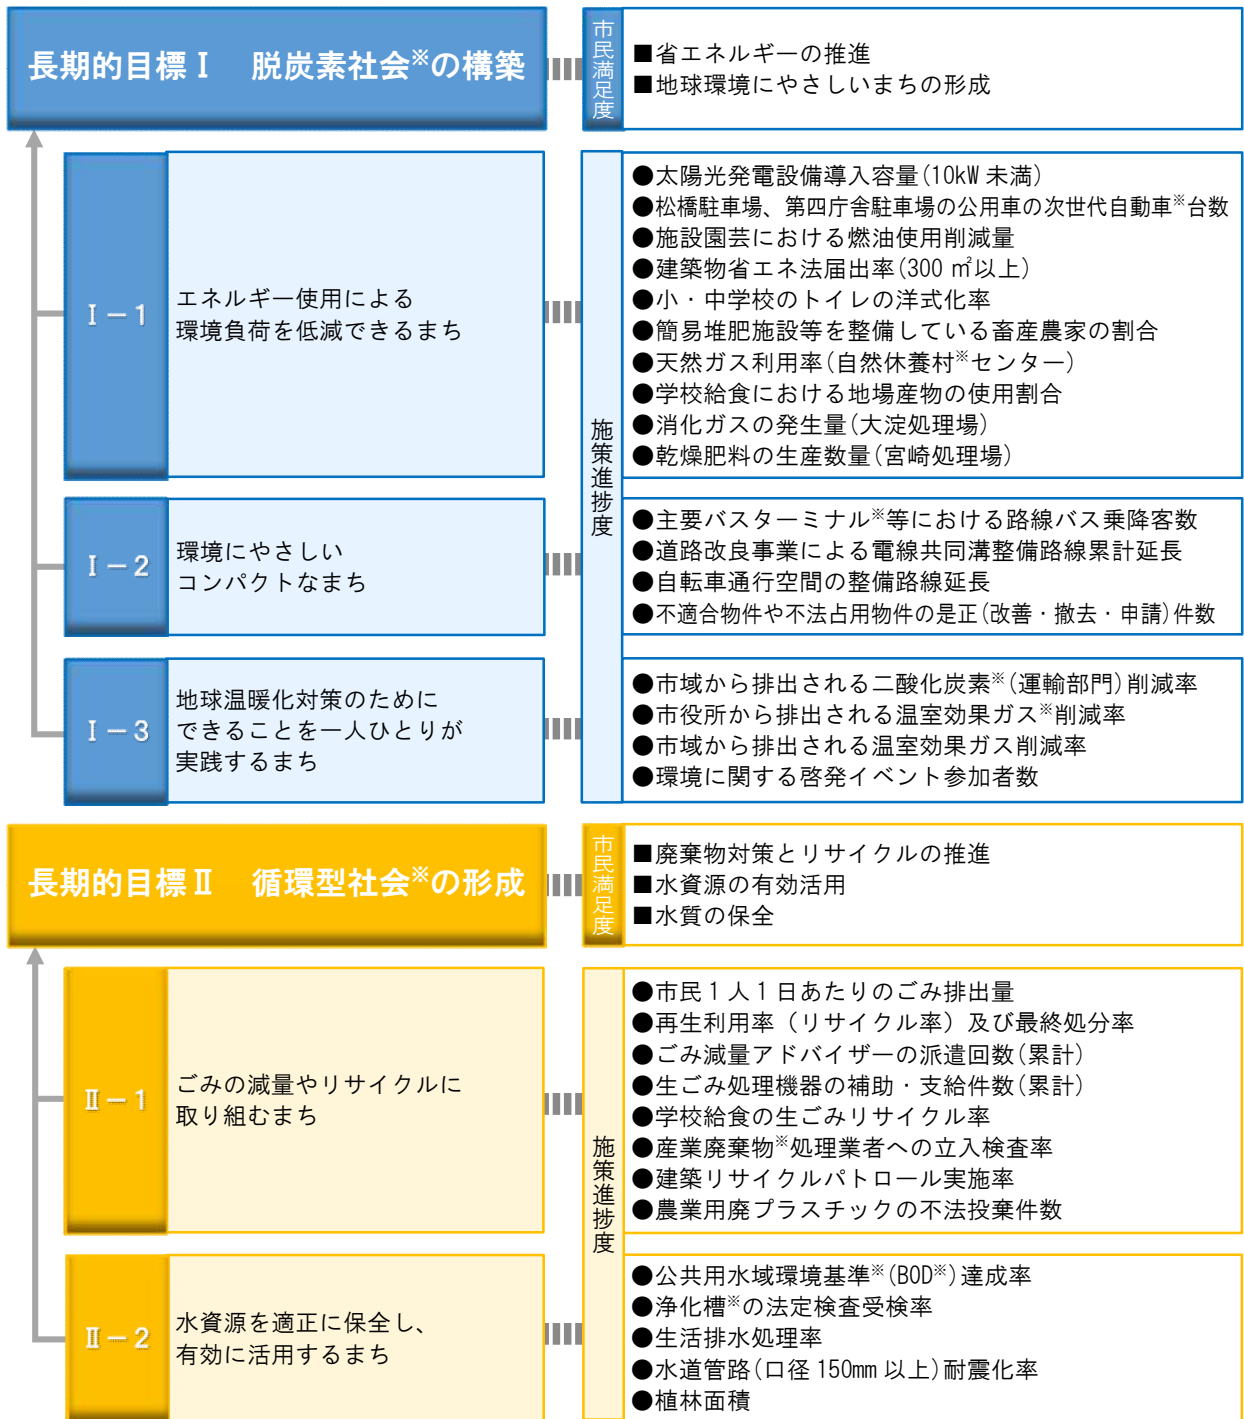 長期的目標Ⅰ　脱炭素社会※の構築
市民満足度
■省エネルギーの推進
■地球環境にやさしいまちの形成
Ⅰ－1
エネルギー使用による
環境負荷を低減できるまち
施策進捗度
●太陽光発電設備導入容量(10kW 未満)
●松橋駐車場、第四庁舎駐車場の公用車の次世代自動車※台数
●施設園芸における燃油使用削減量
●建築物省エネ法届出率(300 ㎡以上)
●小・中学校のトイレの洋式化率
●簡易堆肥施設等を整備している畜産農家の割合
●天然ガス利用率(自然休養村※センター)
●学校給食における地場産物の使用割合
●消化ガスの発生量(大淀処理場)
●乾燥肥料の生産数量(宮崎処理場)
Ⅰ－2
環境にやさしい
コンパクトなまち
●主要バスターミナル※等における路線バス乗降客数
●道路改良事業による電線共同溝整備路線累計延長
●自転車通行空間の整備路線延長
●不適合物件や不法占用物件の是正(改善・撤去・申請)件数
Ⅰ－3
地球温暖化対策のために
できることを一人ひとりが
実践するまち
●市域から排出される二酸化炭素※(運輸部門)削減率
●市役所から排出される温室効果ガス※削減率
●市域から排出される温室効果ガス削減率
●環境に関する啓発イベント参加者数
長期的目標Ⅱ　循環型社会※の形成
市民満足度
■廃棄物対策とリサイクルの推進
■水資源の有効活用
■水質の保全
Ⅱ－1
ごみの減量やリサイクルに
取り組むまち
施策進捗度
●市民１人１日あたりのごみ排出量
●再生利用率（リサイクル率）及び最終処分率
●ごみ減量アドバイザーの派遣回数(累計)
●生ごみ処理機器の補助・支給件数(累計)
●学校給食の生ごみリサイクル率
●産業廃棄物※処理業者への立入検査率
●建築リサイクルパトロール実施率
●農業用廃プラスチックの不法投棄件数
Ⅱ－2
水資源を適正に保全し、
有効に活用するまち
●公共用水域環境基準※(BOD※)達成率
●浄化槽※の法定検査受検率
●生活排水処理率
●水道管路(口径 150mm 以上)耐震化率
●植林面積